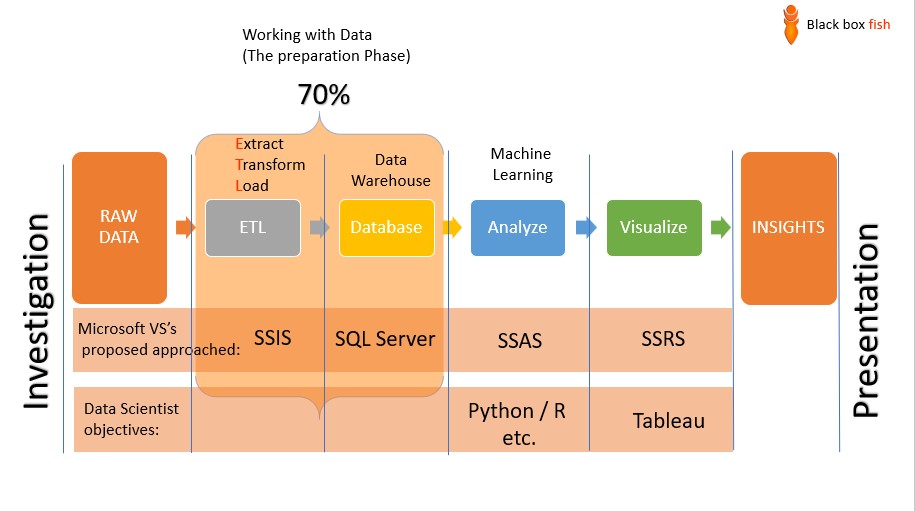 Working with Data
(The preparation Phase)
Black box fish
70%
Extract
Transform
Load
Data
Warehouse
Machine
Learning
RAW
DATA
ETL
Database
Analyze
Visualize
INSIGHTS
Investigation
Presentation
Microsoft VS’s
proposed approached:
SSIS
SQL Server
SSAS
SSRS
Data Scientist
objectives:
Python / R
etc.
Tableau